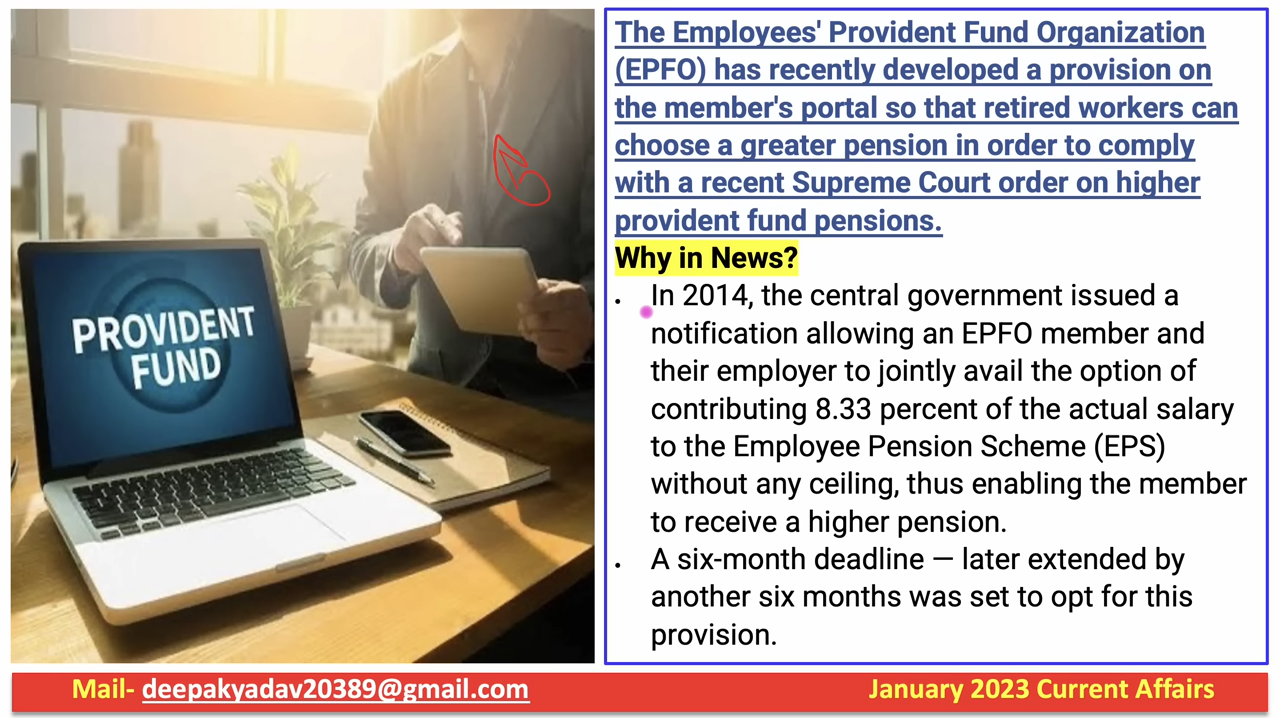 PROVIDENT
FUND
The Employees' Provident Fund Organization
(EPFO) has recently developed a provision on
the member's portal so that retired workers can
choose a greater pension in order to comply
with a recent Supreme Court order on higher
provident fund pensions.
Why in News?
• In 2014, the central government issued a
notification allowing an EPFO member and
their employer to jointly avail the option of
contributing 8.33 percent of the actual salary
to the Employee Pension Scheme (EPS)
without any ceiling, thus enabling the member
to receive a higher pension.
• A six-month deadline — later extended by
another six months was set to opt for this
provision.
Mail- deepakyadav20389@gmail.com
January 2023 Current Affairs